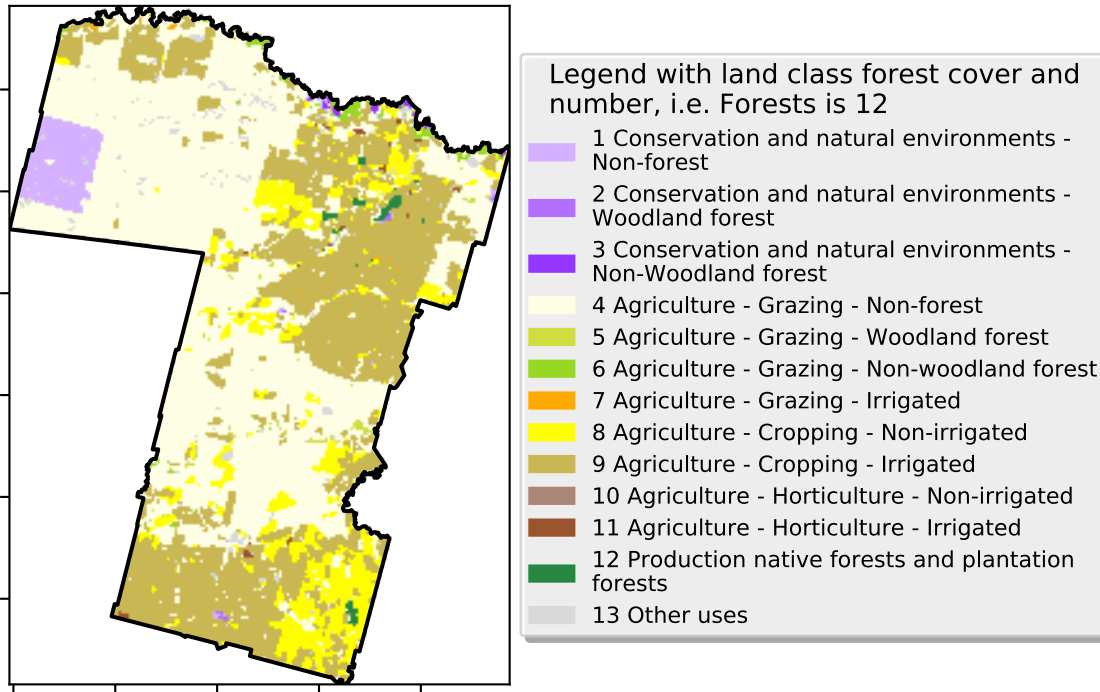 Legend with land class forest cover and
number, i.e. Forests is 12
1 Conservation and natural environments -
Non-forest
2 Conservation and natural environments -
Woodland forest
3 Conservation and natural environments -
Non-Woodland forest
4 Agriculture - Grazing - Non-forest
5 Agriculture - Grazing - Woodland forest
6 Agriculture - Grazing - Non-woodland forest
7 Agriculture - Grazing - Irrigated
8 Agriculture - Cropping - Non-irrigated
9 Agriculture - Cropping - Irrigated
10 Agriculture - Horticulture - Non-irrigated
11 Agriculture - Horticulture - Irrigated
12 Production native forests and plantation
forests
13 Other uses